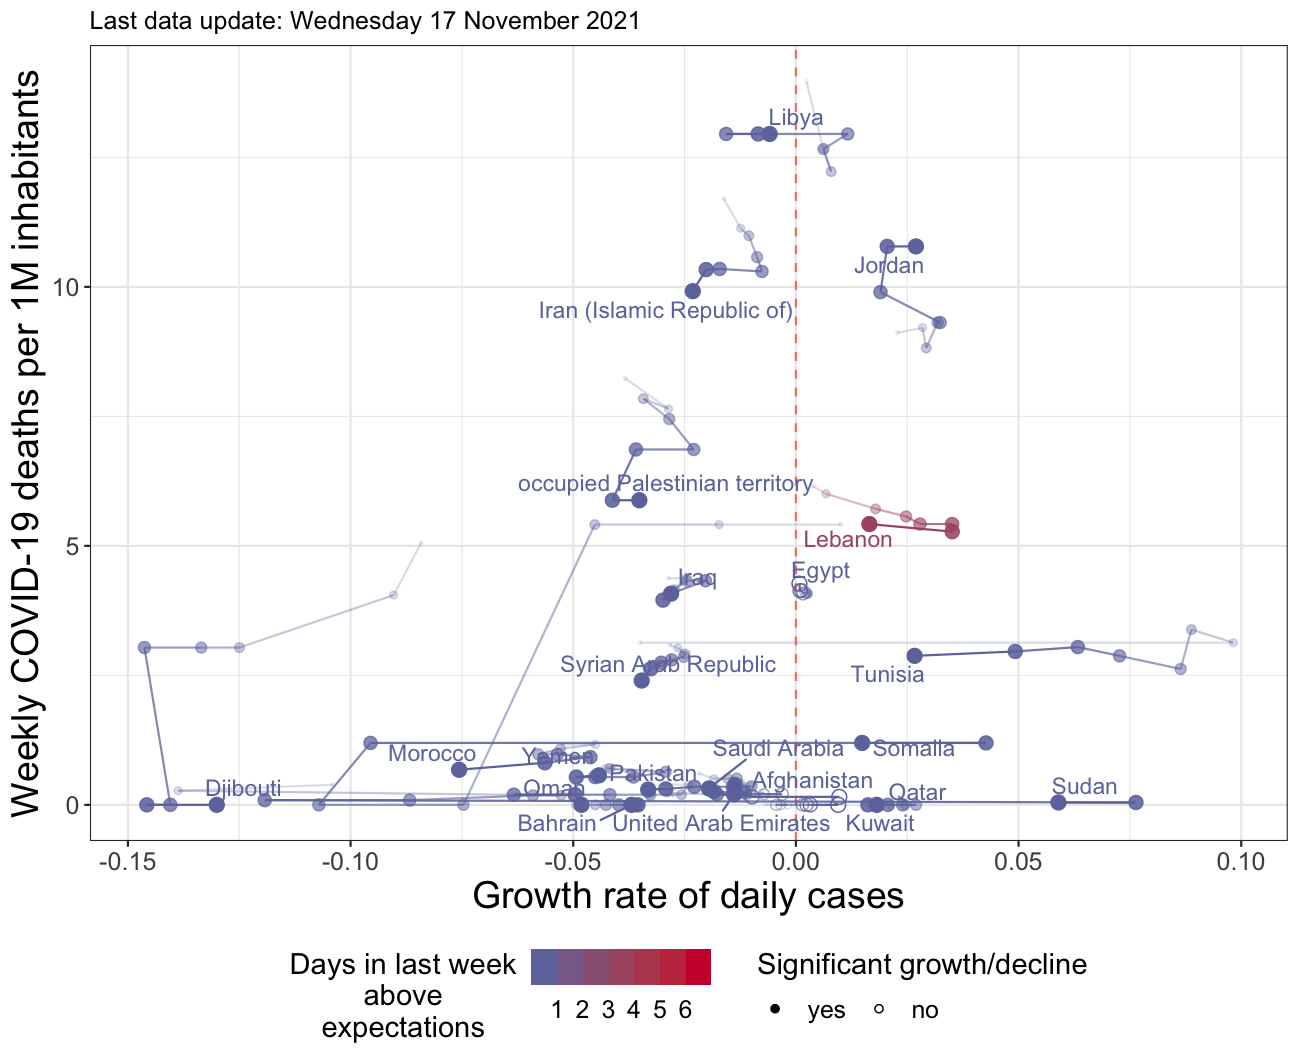 Last data update: Wednesday 17 November 2021
Weekly COVID-19 deaths per 1M inhabitants
10
5
0
Libya
Jordan
Iran (Islamic Republic of)
occupied Palestinian territory
Lebanon
Iraq
Egypt
Syrian Arab Republic
Tunisia
Morocco
Yemen
Saudi Arabia
Somalia
Pakistan
Afghanistan
Djibouti
Oman
Qatar
Sudan
Bahrain
United Arab Emirates
Kuwait
-0.15 -0.10 -0.05 0.00 0.05 0.10
Growth rate of daily cases
Days in last week
above
expectations
1 2 3 4 5 6
Significant growth/decline
yes no